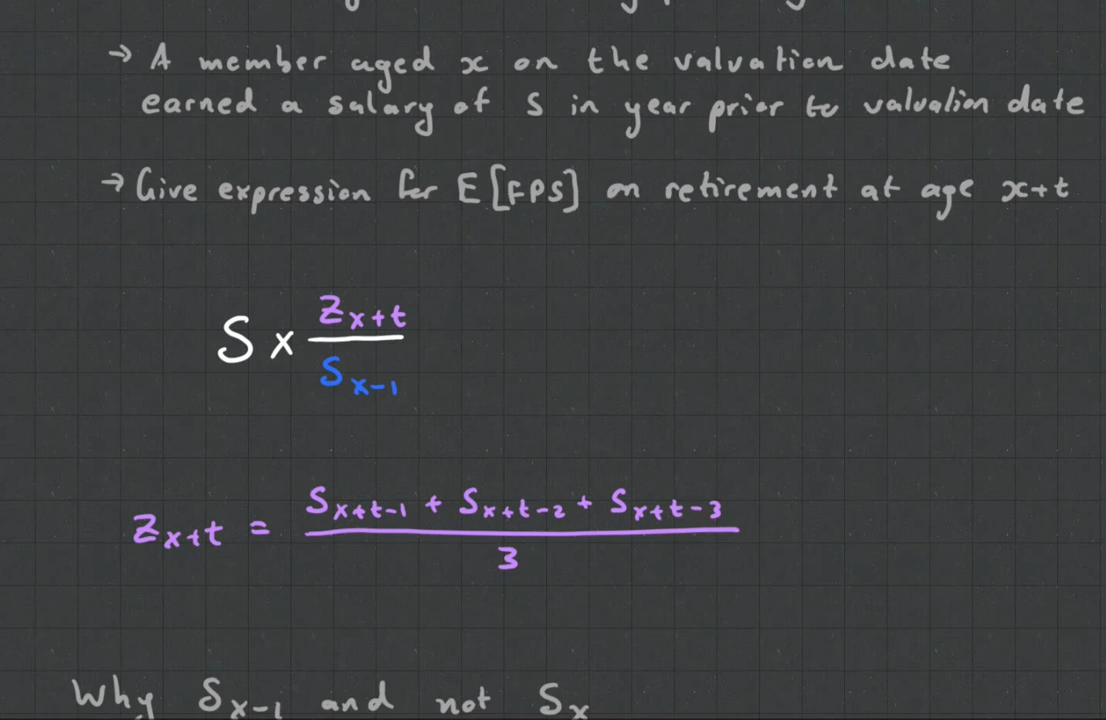 → A member aged x on the valuation date
earned a salary of S in year prior to valuation date
→ Give expression for E[FPS] on retirement at age x+t
S × z_{x+t} / s_{x-1}
z_{x+t} = (s_{x+t-1} + s_{x+t-2} + s_{x+t-3}) / 3
Why s_{x-1} and not s_x